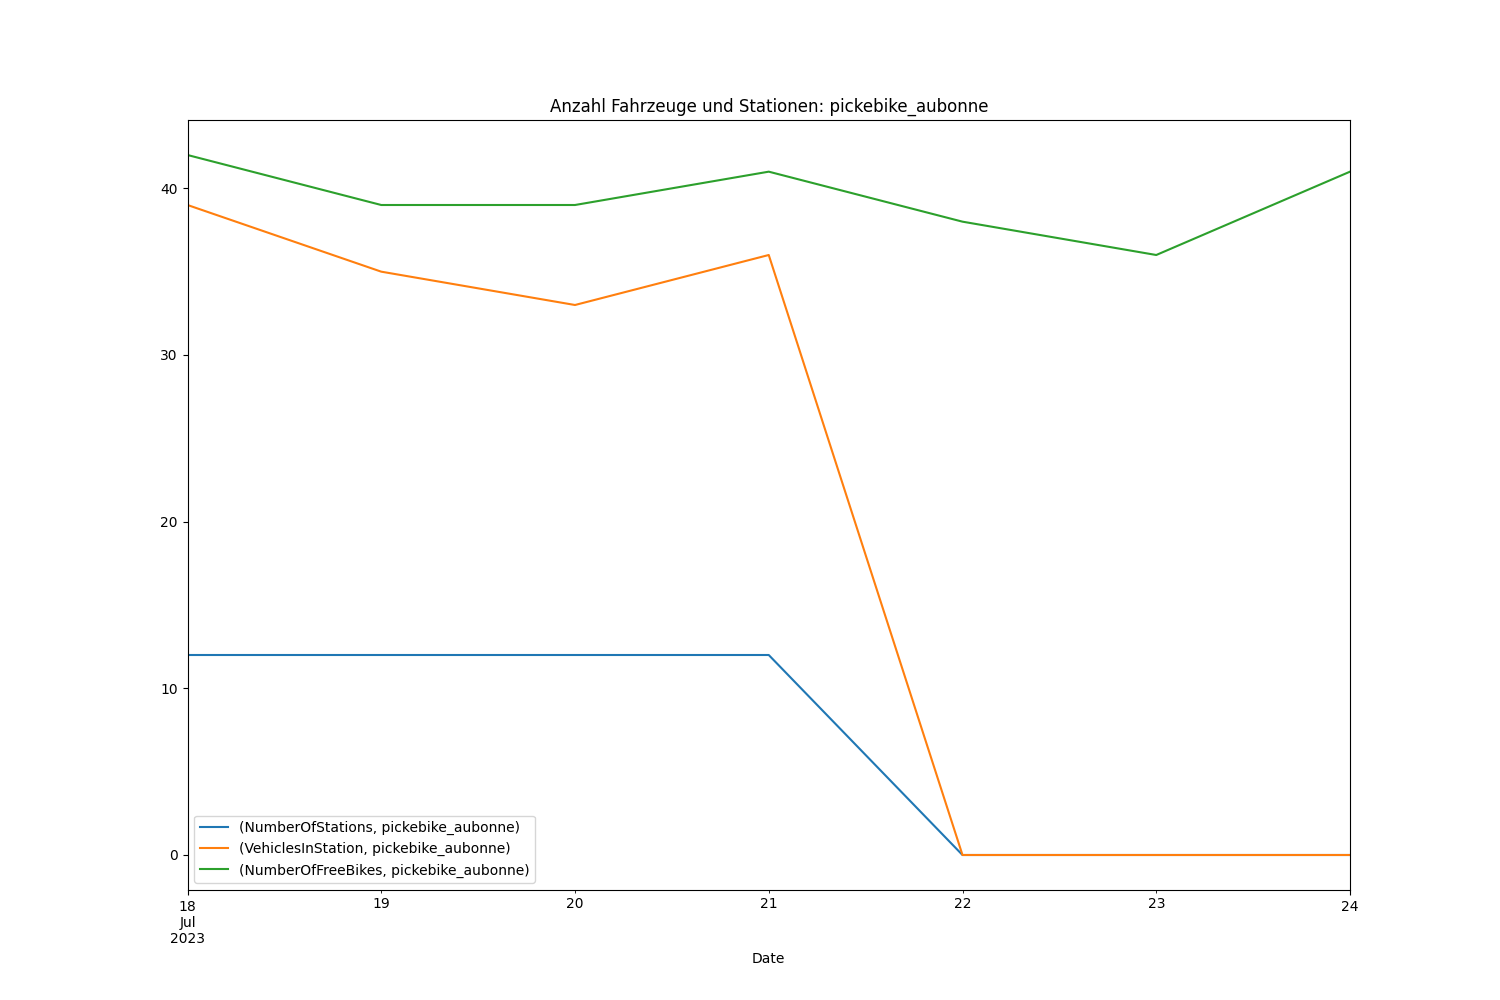 Anzahl Fahrzeuge und Stationen: pickebike_aubonne
40
30
20
10
0
(NumberOfStations, pickebike_aubonne)
(VehiclesInStation, pickebike_aubonne)
(NumberOfFreeBikes, pickebike_aubonne)
18 19 20 21 22 23 24
Jul
2023
Date